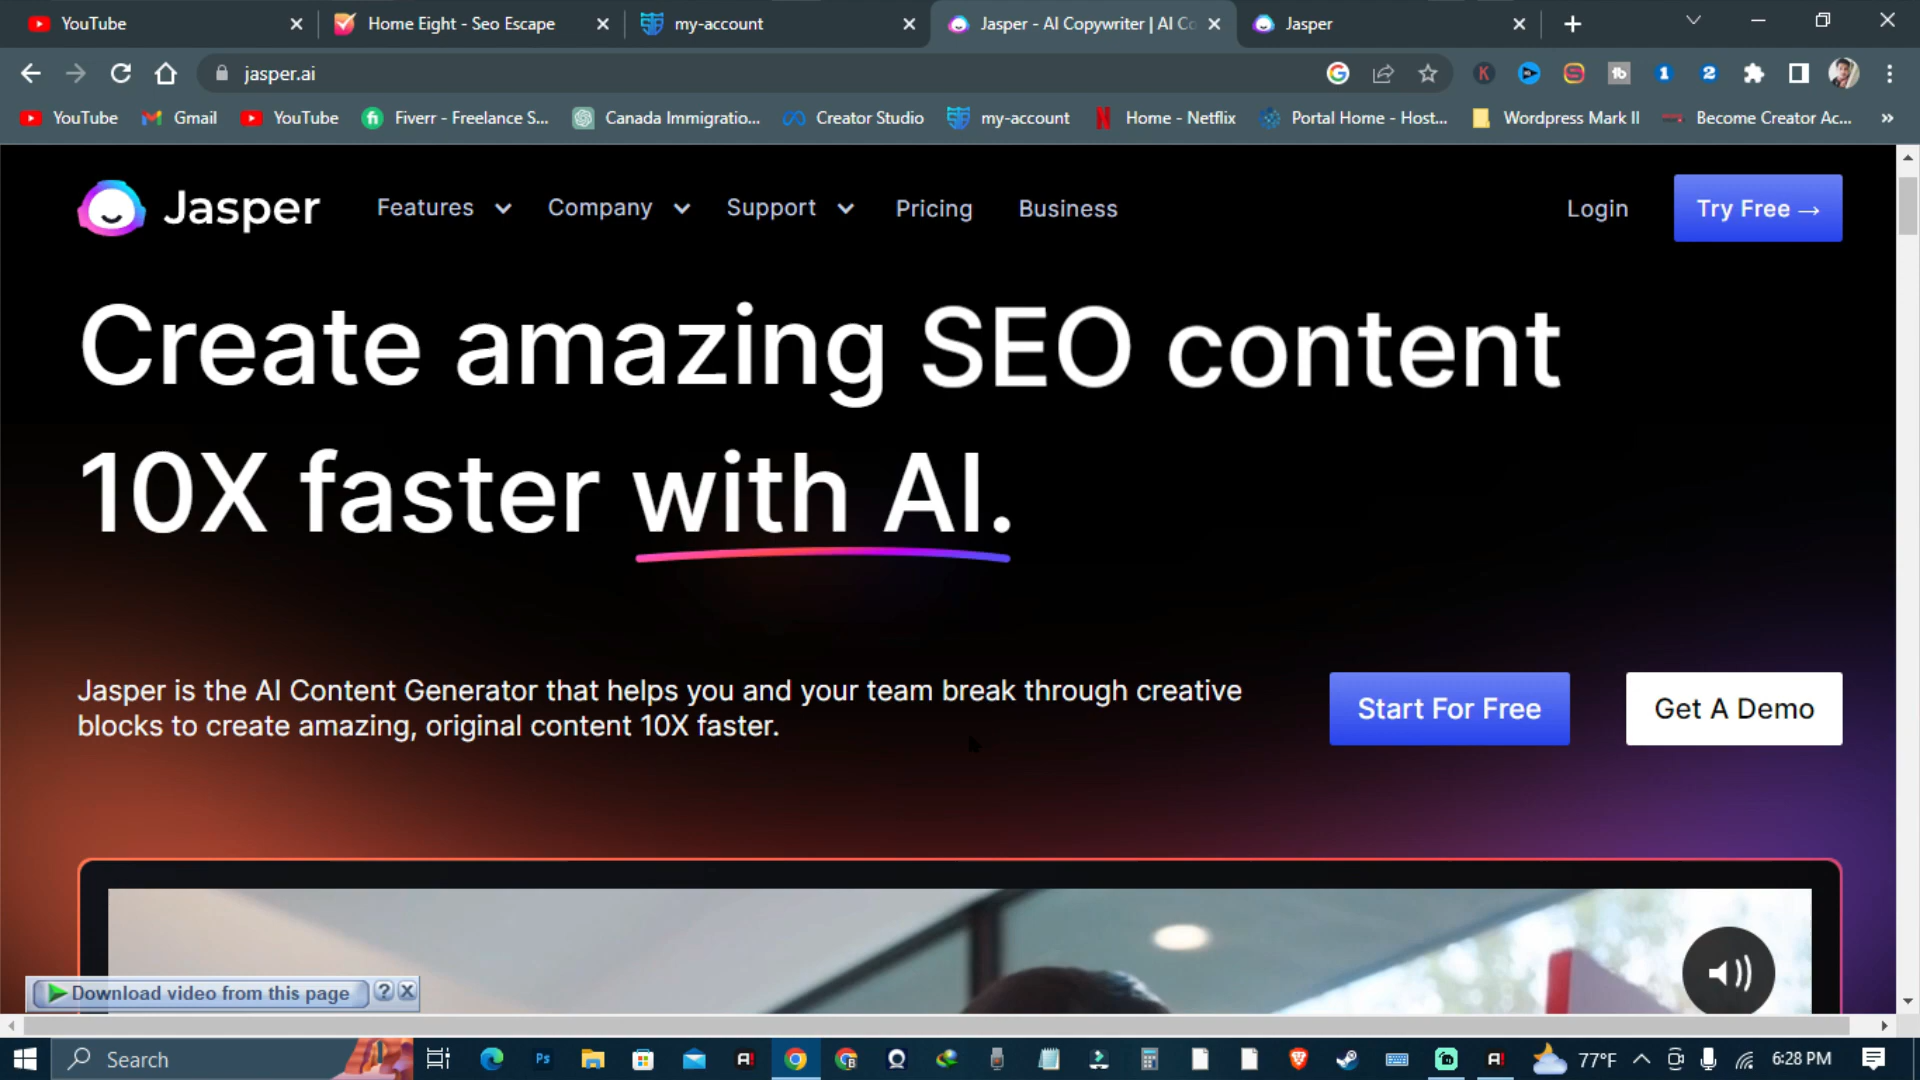 YouTube
Home Eight - Seo Escape
my-account
Jasper - AI Copywriter | AI Co
Jasper
jasper.ai
YouTube
Gmail
YouTube
Fiverr - Freelance S...
Canada Immigratio...
Creator Studio
my-account
Home - Netflix
Portal Home - Host...
Wordpress Mark II
Become Creator Ac...
Jasper
Features
Company
Support
Pricing
Business
Login
Try Free →
Create amazing SEO content
10X faster with AI.
Jasper is the AI Content Generator that helps you and your team break through creative
blocks to create amazing, original content 10X faster.
Start For Free
Get A Demo
Download video from this page
Search
Ps
77°F
6:28 PM